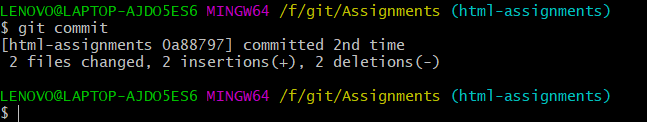 LENOVO@LAPTOP-AJDO5ES6 MINGW64 /f/git/Assignments (html-assignments)
$ git commit
[html-assignments 0a88797] committed 2nd time
 2 files changed, 2 insertions(+), 2 deletions(-)
LENOVO@LAPTOP-AJDO5ES6 MINGW64 /f/git/Assignments (html-assignments)
$